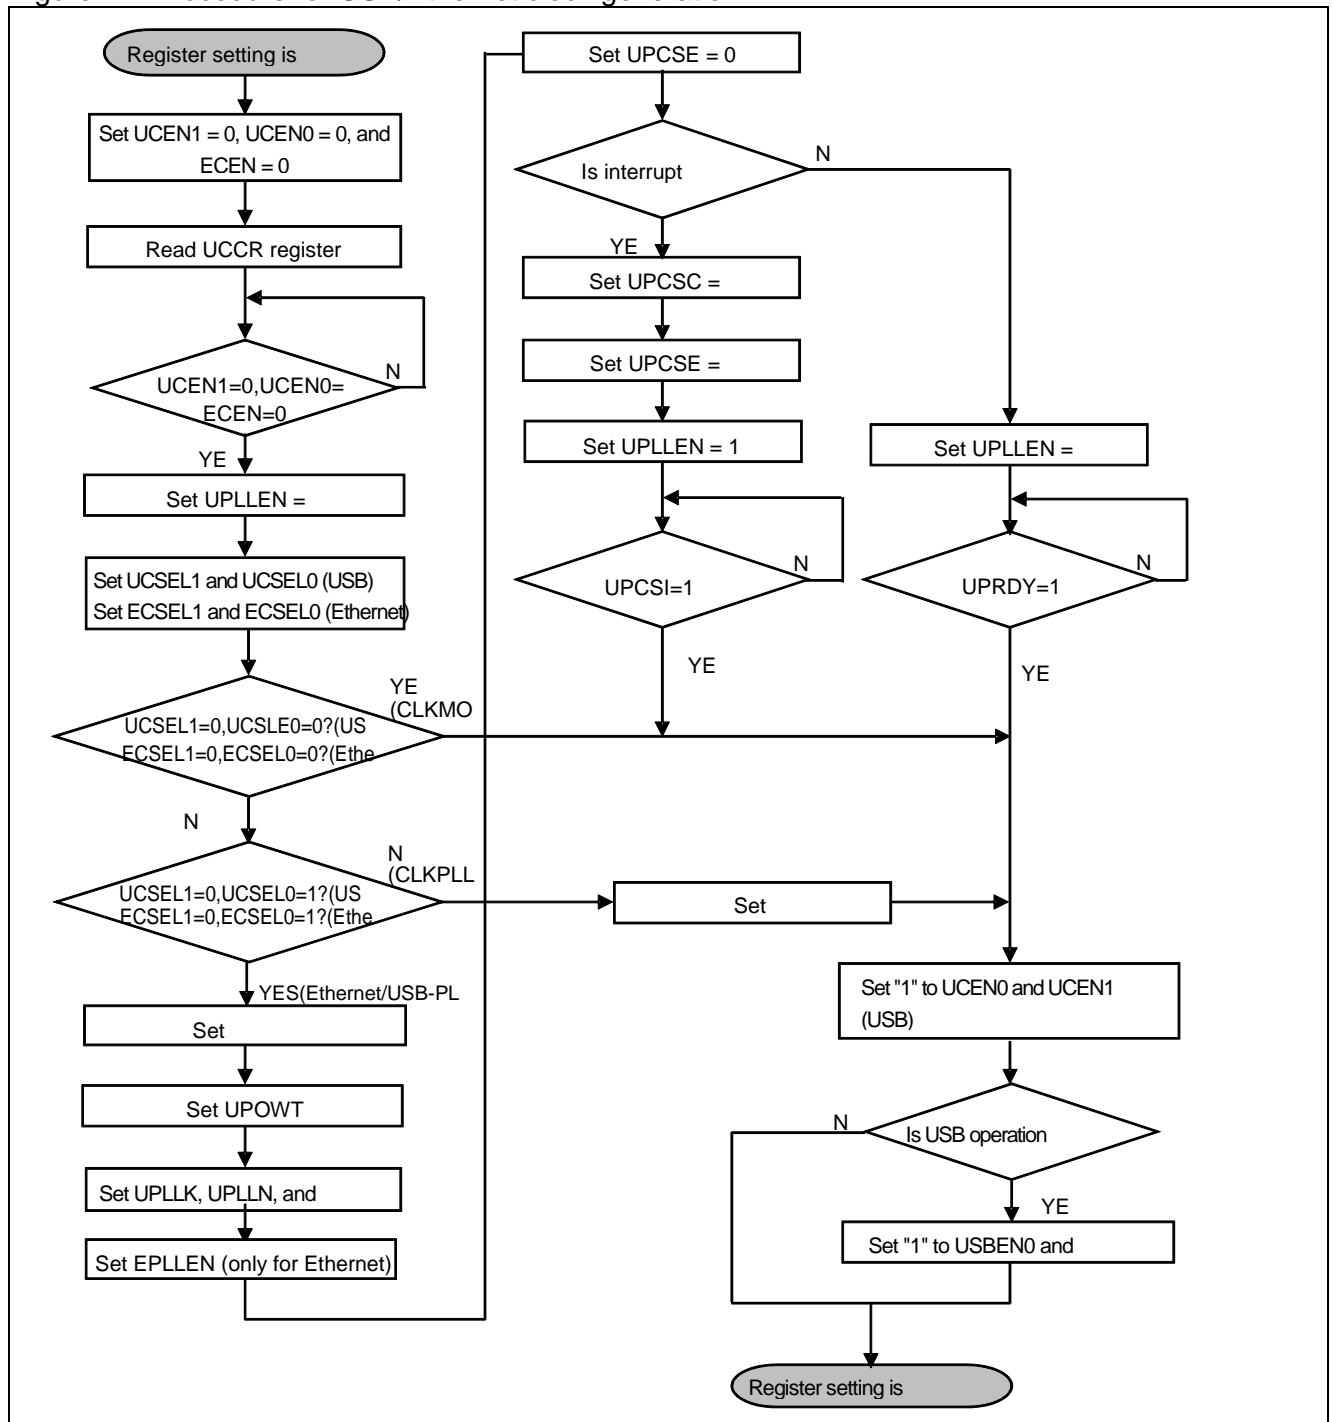 Register setting is
Set UCEN1 = 0, UCEN0 = 0, and
ECEN = 0
Read UCCR register
N
UCEN1=0,UCEN0=
ECEN=0
YE
Set UPLLEN =
Set UCSEL1 and UCSEL0 (USB)
Set ECSEL1 and ECSEL0 (Ethernet)
YE
(CLKMO
UCSEL1=0,UCSLE0=0?(US
ECSEL1=0,ECSEL0=0?(Ethe
N
N
(CLKPLL
UCSEL1=0,UCSEL0=1?(US
ECSEL1=0,ECSEL0=1?(Ethe
YES(Ethernet/USB-PL
Set
Set UPOWT
Set UPLLK, UPLLN, and
Set EPLLEN (only for Ethernet)
Set UPCSE = 0
Is interrupt
N
YE
Set UPCSC =
Set UPCSE =
Set UPLLEN = 1
N
UPCSI=1
YE
Set UPLLEN =
N
UPRDY=1
YE
Set
Set "1" to UCEN0 and UCEN1
(USB)
N
Is USB operation
YE
Set "1" to USBEN0 and
Register setting is